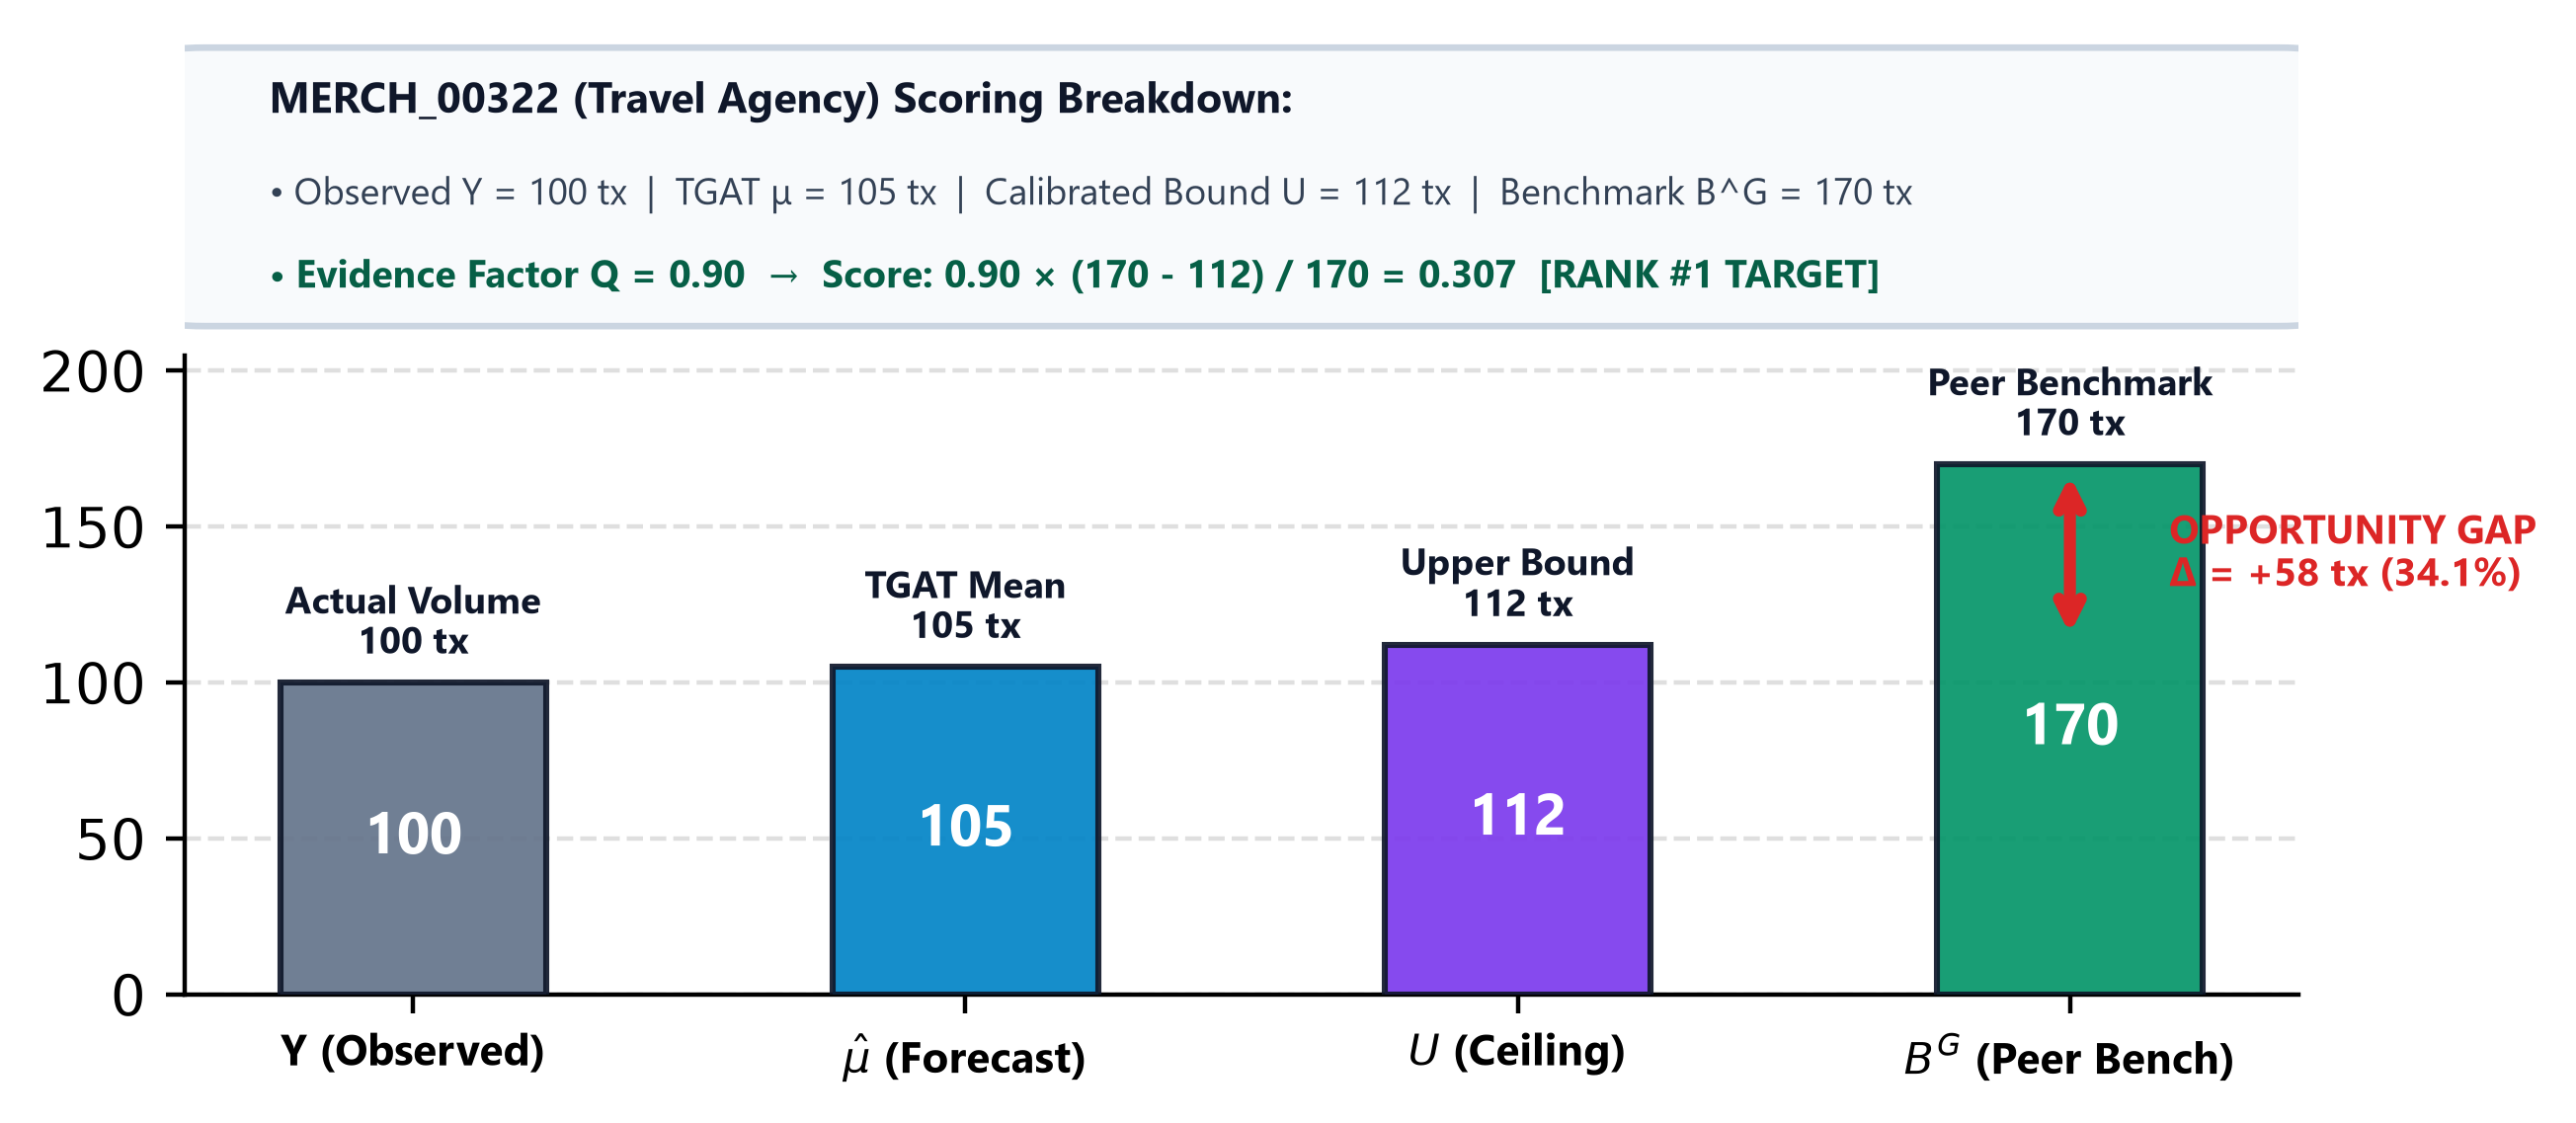 MERCH_00322 (Travel Agency) Scoring Breakdown:
• Observed Y = 100 tx | TGAT μ = 105 tx | Calibrated Bound U = 112 tx | Benchmark B^G = 170 tx
• Evidence Factor Q = 0.90 → Score: 0.90 × (170 - 112) / 170 = 0.307 [RANK #1 TARGET]
200
150
100
50
0
Actual Volume
100 tx
100
TGAT Mean
105 tx
105
Upper Bound
112 tx
112
Peer Benchmark
170 tx
170
OPPORTUNITY GAP
Δ = +58 tx (34.1%)
Y (Observed)
μ̂ (Forecast)
U (Ceiling)
B^G (Peer Bench)